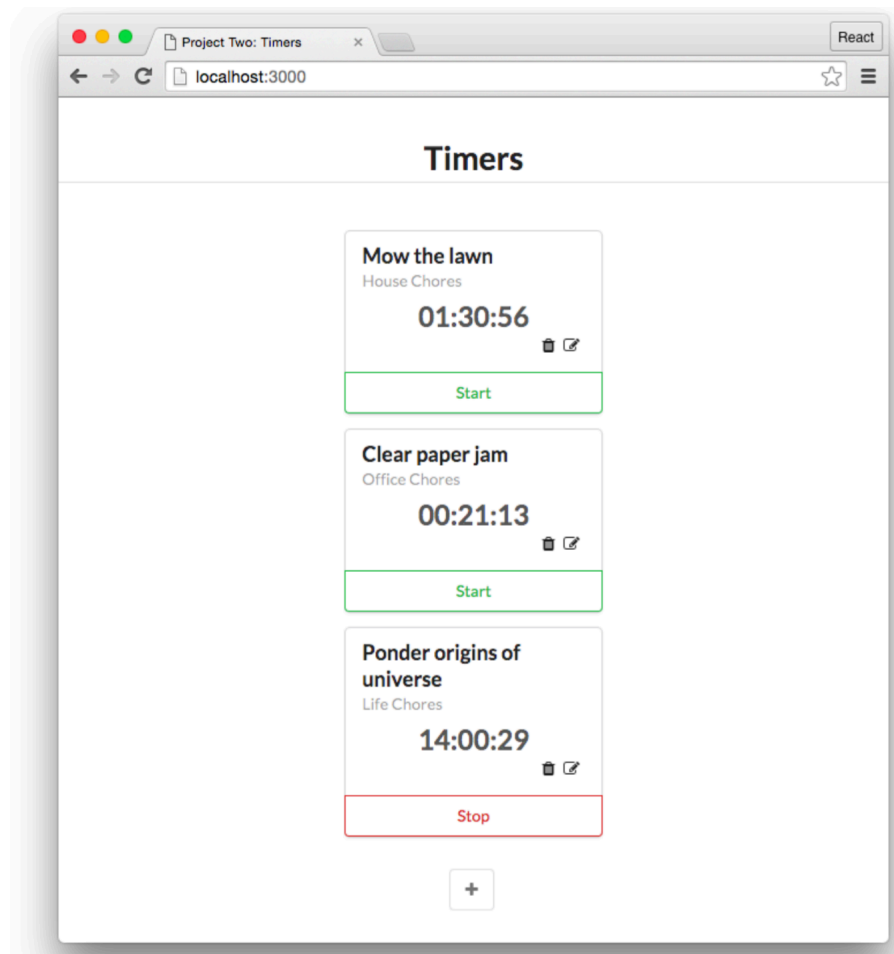 Project Two: Timers
React
localhost:3000
Timers
Mow the lawn
House Chores
01:30:56
Start
Clear paper jam
Office Chores
00:21:13
Start
Ponder origins of
universe
Life Chores
14:00:29
Stop
+